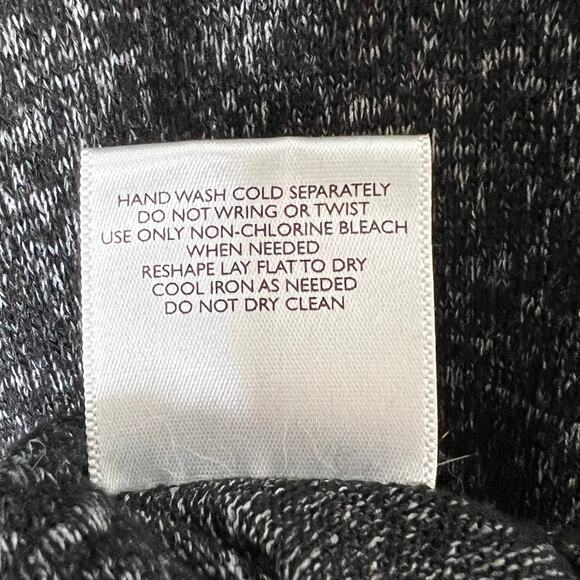 HAND WASH COLD SEPARATELY
DO NOT WRING OR TWIST
USE ONLY NON-CHLORINE BLEACH
WHEN NEEDED
RESHAPE LAY FLAT TO DRY
COOL IRON AS NEEDED
DO NOT DRY CLEAN